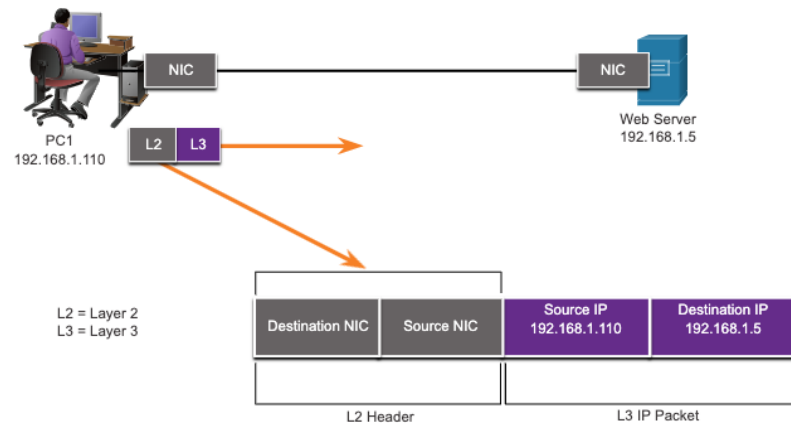 NIC
NIC
PC1
192.168.1.110
Web Server
192.168.1.5
L2 L3
L2 = Layer 2
L3 = Layer 3
Destination NIC
Source NIC
Source IP
192.168.1.110
Destination IP
192.168.1.5
L2 Header
L3 IP Packet